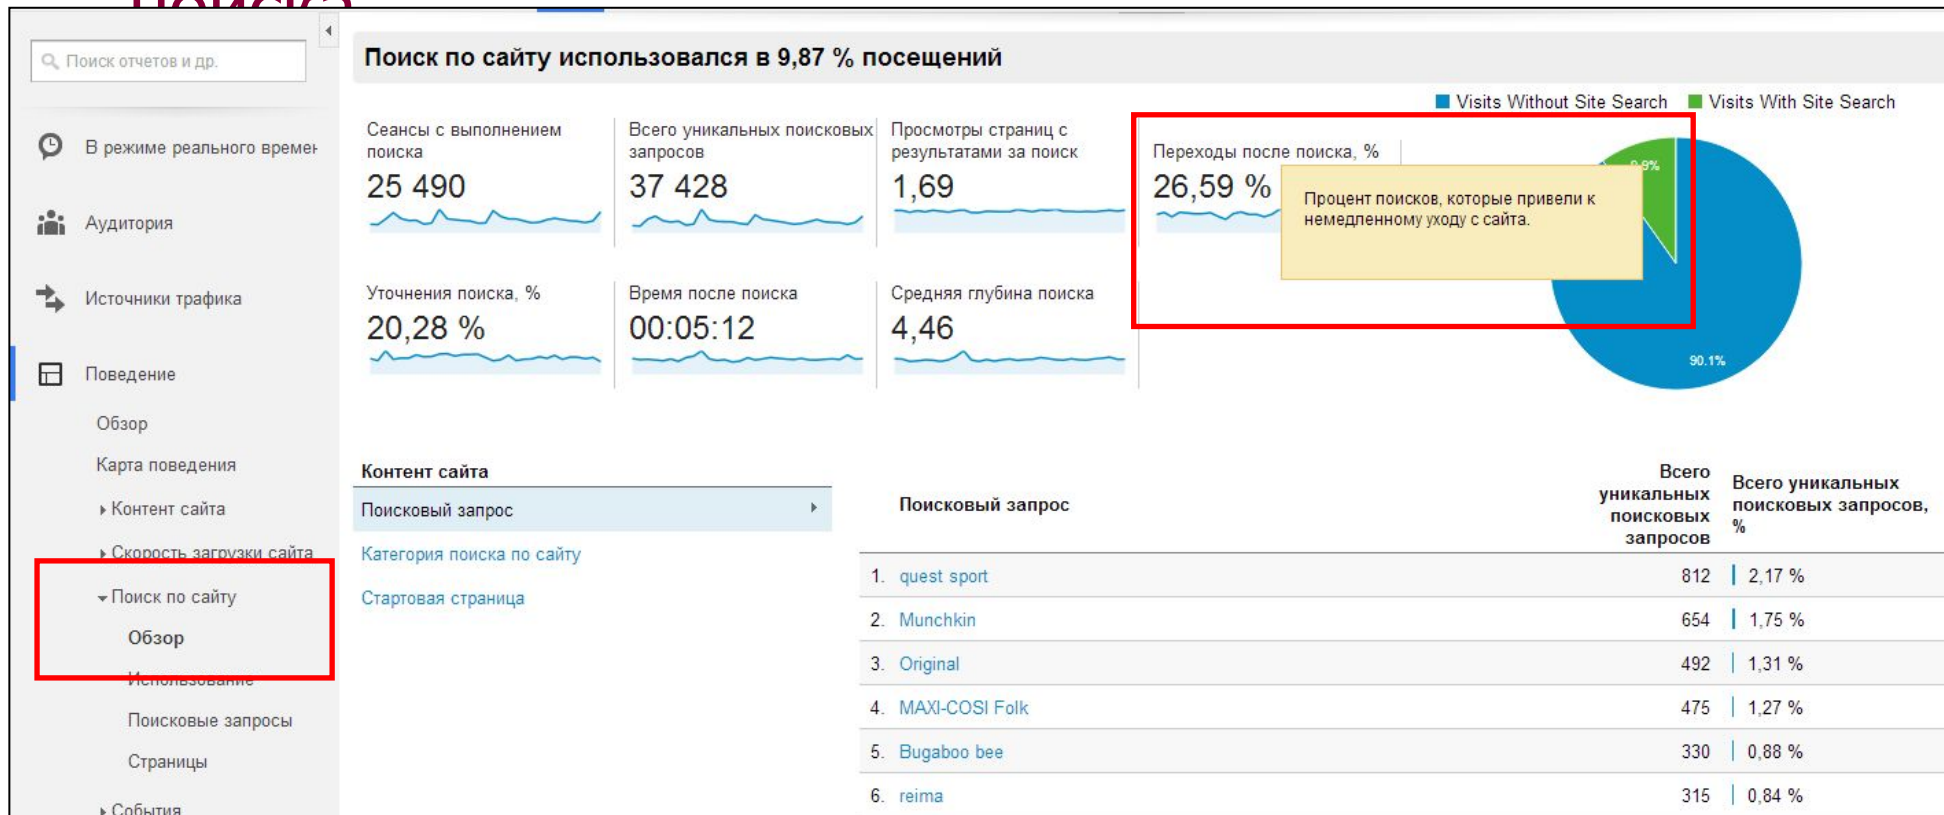 поиска
Поиск отчетов и др.
В режиме реального времен
Аудитория
Источники трафика
Поведение
Обзор
Карта поведения
Контент сайта
Скорость загрузки сайта
Поиск по сайту
Обзор
Использование
Поисковые запросы
Страницы
События
Поиск по сайту использовался в 9,87 % посещений
Visits Without Site Search
Visits With Site Search
Сеансы с выполнением
поиска
25 490
Всего уникальных поисковых
запросов
37 428
Просмотры страниц с
результатами за поиск
1,69
Переходы после поиска, %
26,59 %
Процент поисков, которые привели к
немедленному уходу с сайта.
9.9%
90.1%
Уточнения поиска, %
20,28 %
Время после поиска
00:05:12
Средняя глубина поиска
4,46
Контент сайта
Поисковый запрос
Категория поиска по сайту
Стартовая страница
Поисковый запрос
Всего
уникальных
поисковых
запросов
Всего уникальных
поисковых запросов,
%
1. quest sport 812 2,17 %
2. Munchkin 654 1,75 %
3. Original 492 1,31 %
4. MAXI-COSI Folk 475 1,27 %
5. Bugaboo bee 330 0,88 %
6. reima 315 0,84 %